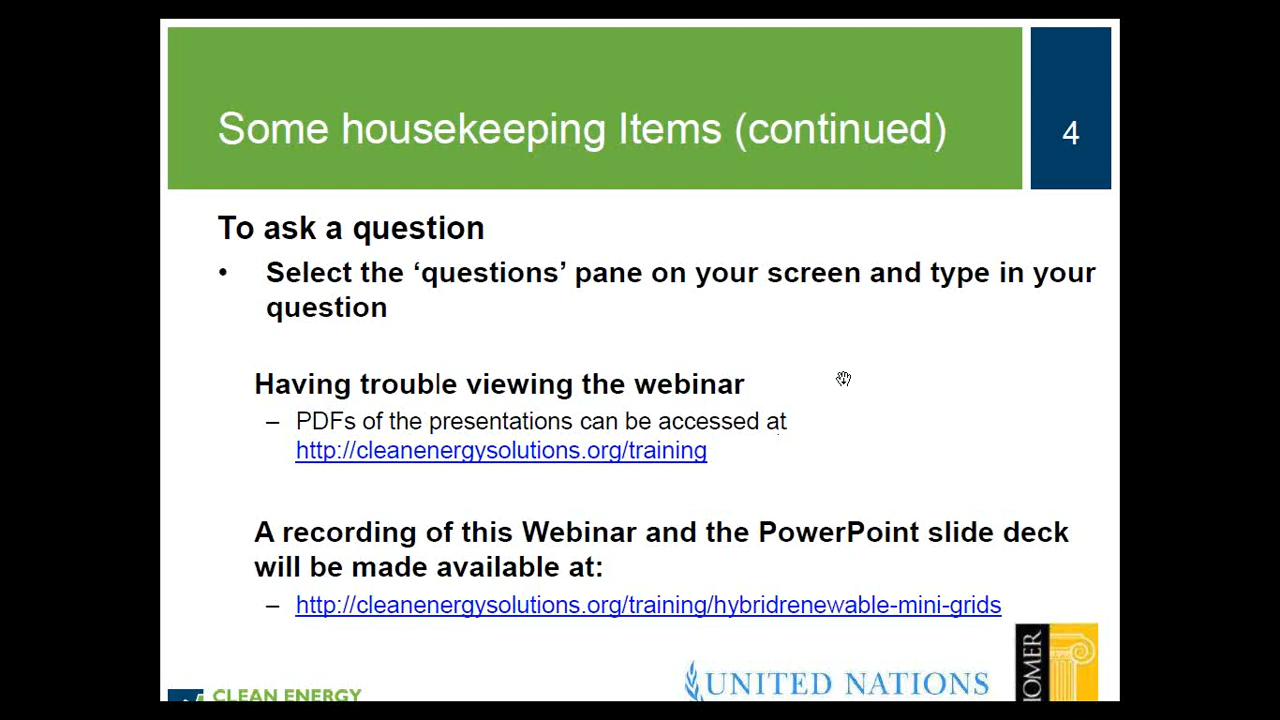 Some housekeeping Items (continued)
4
To ask a question
• Select the ‘questions’ pane on your screen and type in your
question
Having trouble viewing the webinar
– PDFs of the presentations can be accessed at
http://cleanenergysolutions.org/training
A recording of this Webinar and the PowerPoint slide deck
will be made available at:
– http://cleanenergysolutions.org/training/hybridrenewable-mini-grids
HOMER
UNITED NATIONS
CLEAN ENERGY